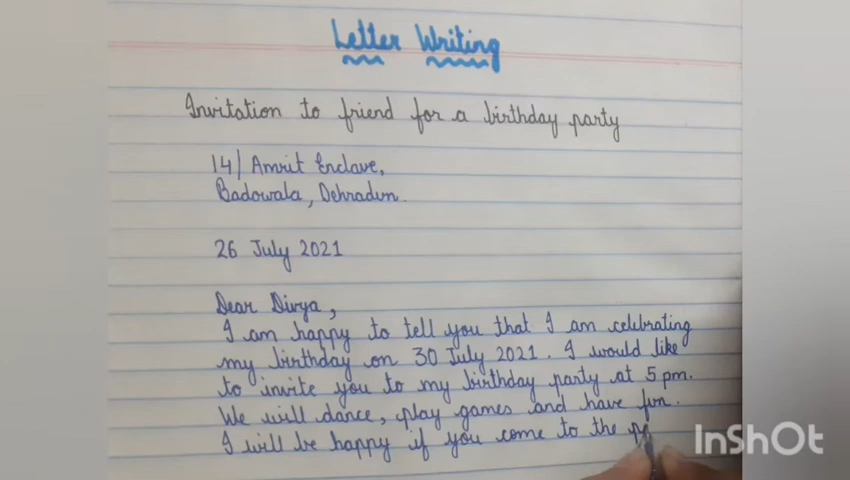 Letter Writing
Invitation to friend for a birthday party
14| Amrit Enclave,
Badowala, Dehradun.
26 July 2021
Dear Divya,
I am happy to tell you that I am celebrating
my birthday on 30 July 2021. I would like
to invite you to my birthday party at 5 pm.
We will dance, play games and have fun.
I will be happy if you come to the
InShOt